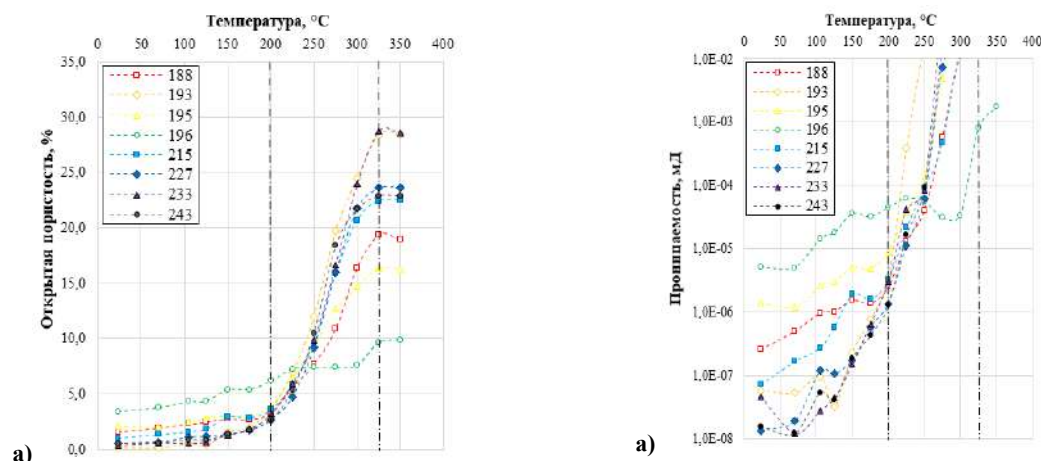 Температура, °C
0 50 100 150 200 250 300 350 400
35,0
30,0
25,0
20,0
15,0
10,0
5,0
0,0
Открытая пористость, %
188
193
195
196
215
227
233
243
а)
Температура, °C
0 50 100 150 200 250 300 350 400
1,0E-02
1,0E-03
1,0E-04
1,0E-05
1,0E-06
1,0E-07
1,0E-08
Проницаемость, мД
188
193
195
196
215
227
233
243
а)